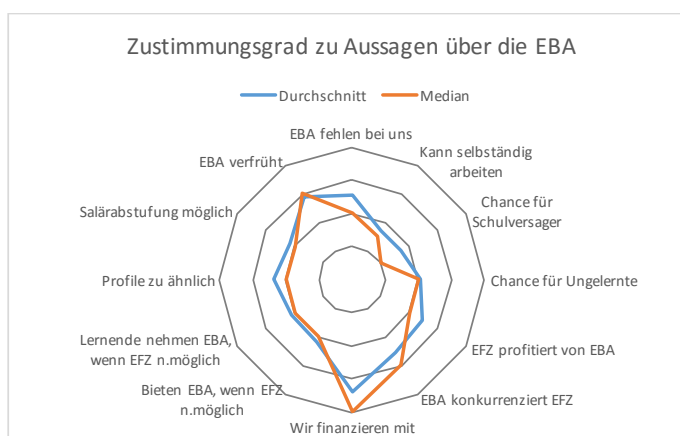 Zustimmungsgrad zu Aussagen über die EBA
Durchschnitt
Median
EBA fehlen bei uns
Kann selbständig
arbeiten
Chance für
Schulversager
Chance für Ungelernte
EFZ profitiert von EBA
EBA konkurrenziert EFZ
Wir finanzieren mit
Bieten EBA, wenn EFZ
n.möglich
Lernende nehmen EBA,
wenn EFZ n.möglich
Profile zu ähnlich
Salärabstufung möglich
EBA verfrüht